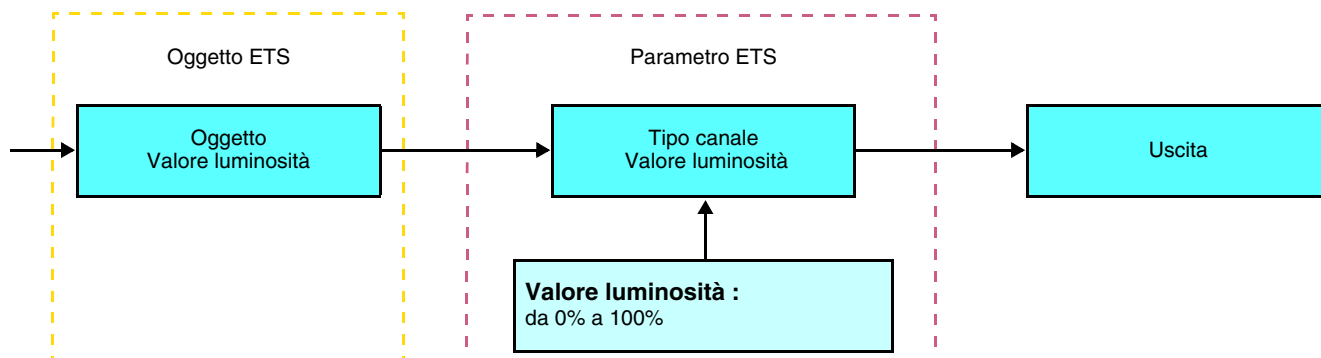 Oggetto ETS
Parametro ETS
Oggetto
Valore luminosità
Tipo canale
Valore luminosità
Uscita
Valore luminosità :
da 0% a 100%